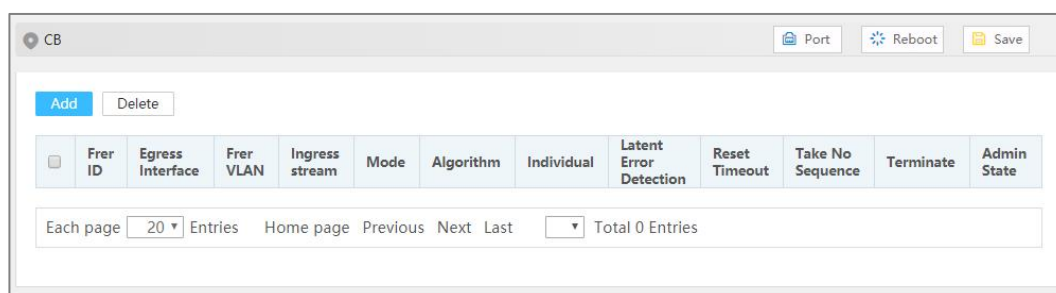 CB Port Reboot Save
Add Delete
Frer ID Egress Interface Frer VLAN Ingress stream Mode Algorithm Individual Latent Error Detection Reset Timeout Take No Sequence Terminate Admin State
Each page 20 Entries Home page Previous Next Last Total 0 Entries